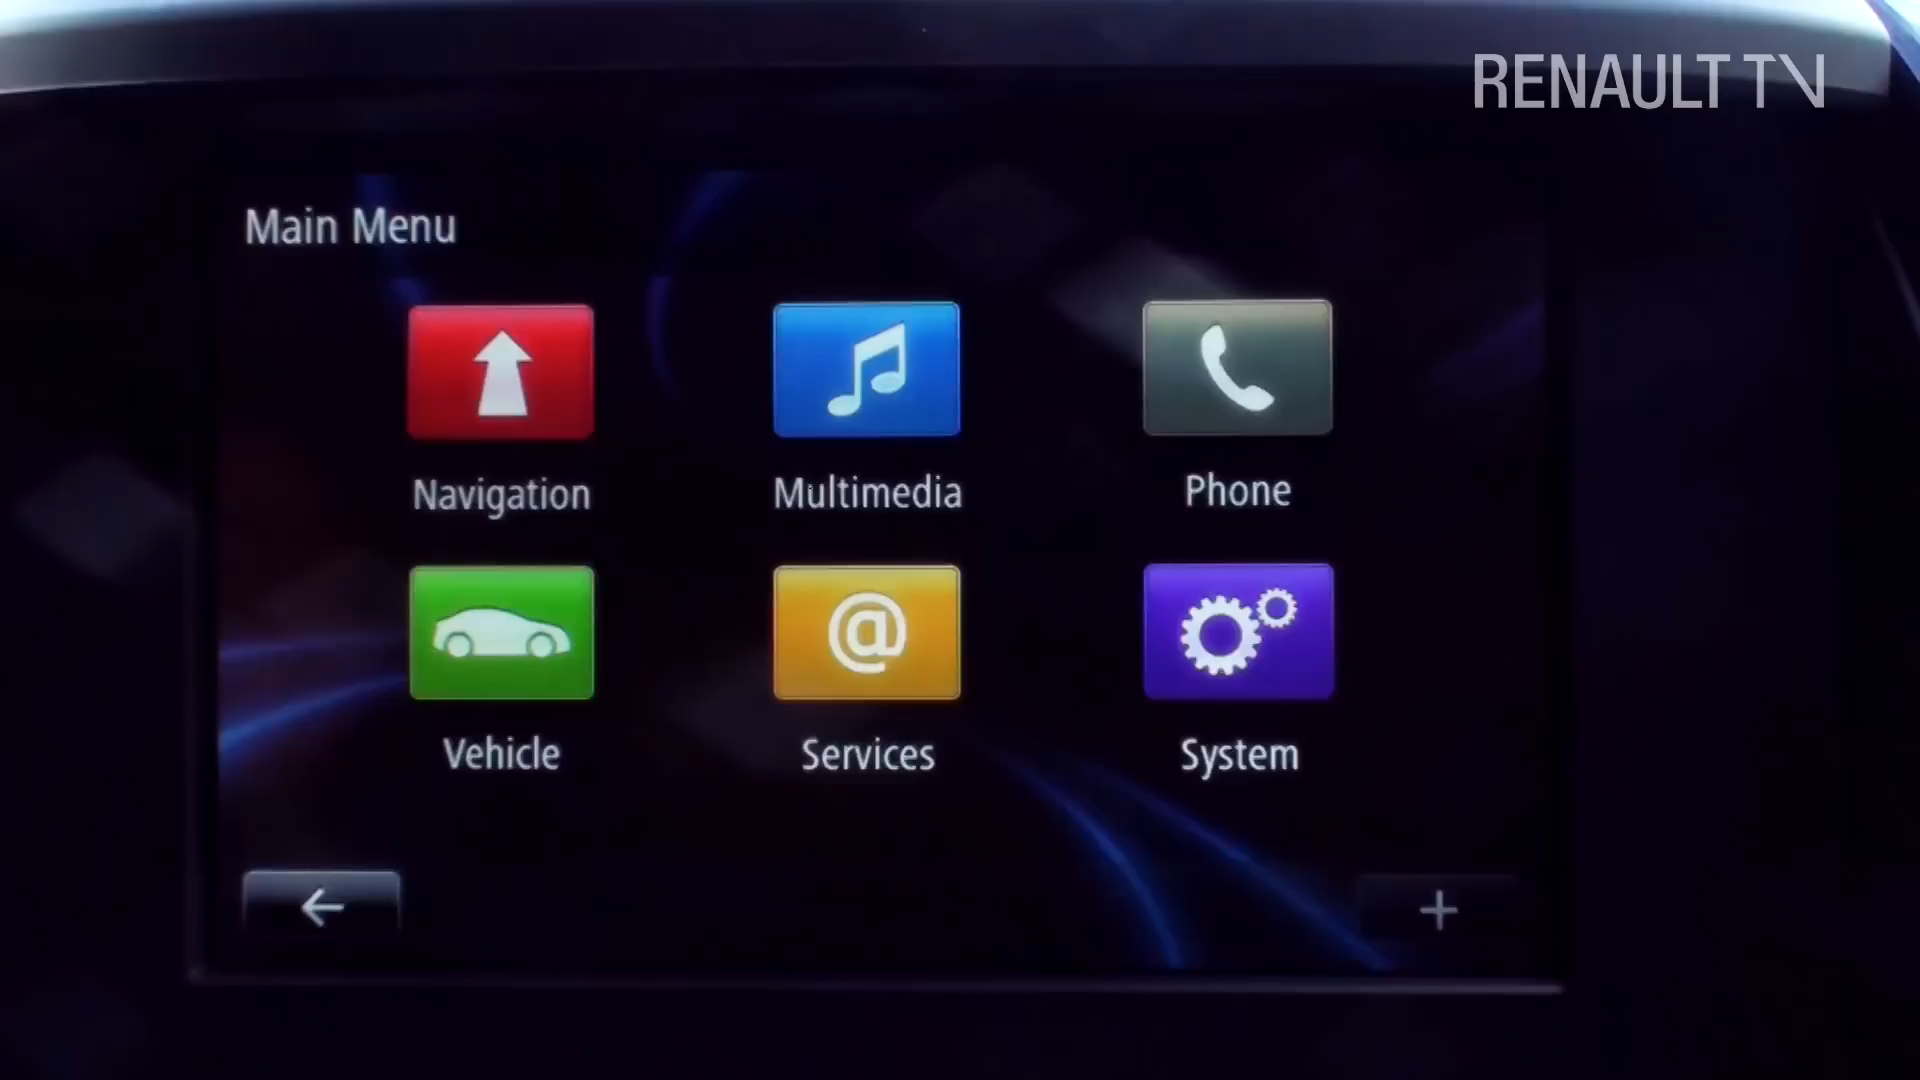 RENAULT TV
Main Menu
Navigation
Multimedia
Phone
Vehicle
@
Services
System